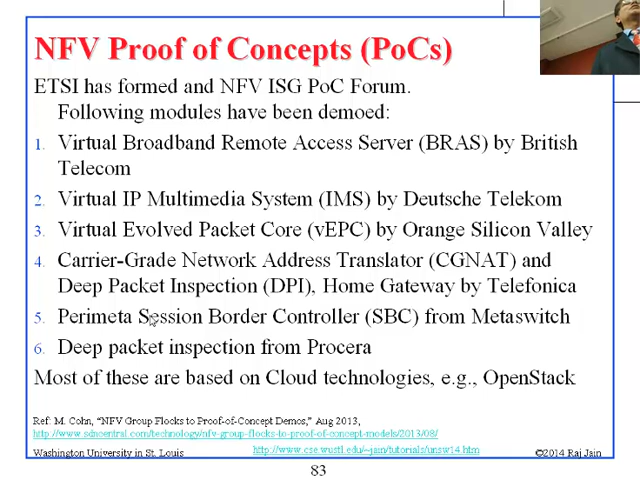 NFV Proof of Concepts (PoCs)
ETSI has formed and NFV ISG PoC Forum.
Following modules have been demoed:
1. Virtual Broadband Remote Access Server (BRAS) by British
Telecom
2. Virtual IP Multimedia System (IMS) by Deutsche Telekom
3. Virtual Evolved Packet Core (vEPC) by Orange Silicon Valley
4. Carrier-Grade Network Address Translator (CGNAT) and
Deep Packet Inspection (DPI), Home Gateway by Telefonica
5. Perimeta Session Border Controller (SBC) from Metaswitch
6. Deep packet inspection from Procera
Most of these are based on Cloud technologies, e.g., OpenStack
Ref: M. Cohn, “NFV Group Flocks to Proof-of-Concept Demos,” Aug 2013,
http://www.sdncentral.com/technology/nfv-group-flocks-to-proof-of-concept-models/2013/08/
Washington University in St. Louis http://www.cse.wustl.edu/~jain/tutorials/unsw14.htm ©2014 Raj Jain
83